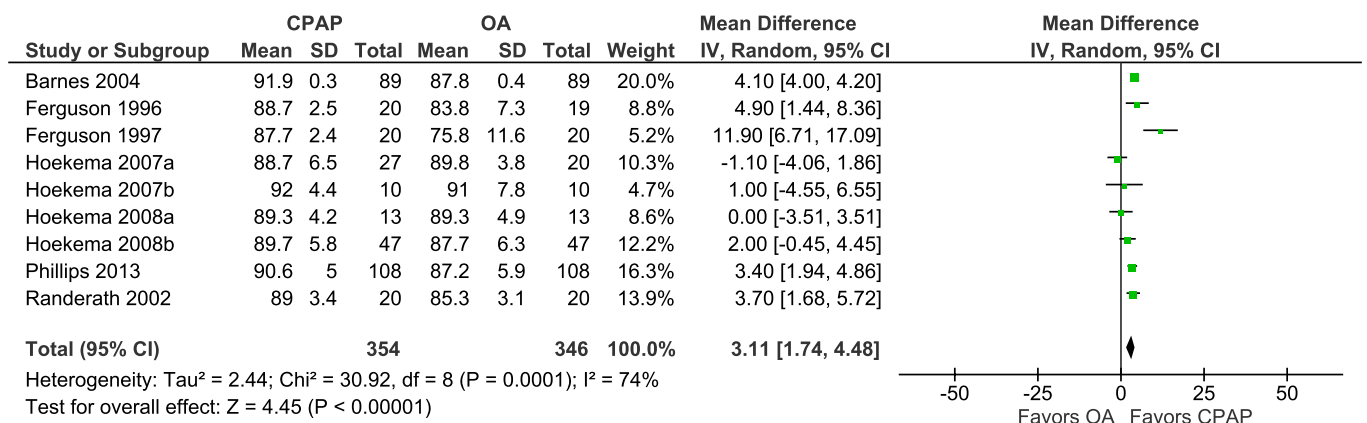 CPAP OA Mean Difference Mean Difference
Study or Subgroup Mean SD Total Mean SD Total Weight IV, Random, 95% CI IV, Random, 95% CI
Barnes 2004 91.9 0.3 89 87.8 0.4 89 20.0% 4.10 [4.00, 4.20]
Ferguson 1996 88.7 2.5 20 83.8 7.3 19 8.8% 4.90 [1.44, 8.36]
Ferguson 1997 87.7 2.4 20 75.8 11.6 20 5.2% 11.90 [6.71, 17.09]
Hoekema 2007a 88.7 6.5 27 89.8 3.8 20 10.3% -1.10 [-4.06, 1.86]
Hoekema 2007b 92 4.4 10 91 7.8 10 4.7% 1.00 [-4.55, 6.55]
Hoekema 2008a 89.3 4.2 13 89.3 4.9 13 8.6% 0.00 [-3.51, 3.51]
Hoekema 2008b 89.7 5.8 47 87.7 6.3 47 12.2% 2.00 [-0.45, 4.45]
Phillips 2013 90.6 5 108 87.2 5.9 108 16.3% 3.40 [1.94, 4.86]
Randerath 2002 89 3.4 20 85.3 3.1 20 13.9% 3.70 [1.68, 5.72]
Total (95% CI) 354 346 100.0% 3.11 [1.74, 4.48]
Heterogeneity: Tau² = 2.44; Chi² = 30.92, df = 8 (P = 0.0001); I² = 74%
Test for overall effect: Z = 4.45 (P < 0.00001)
-50 -25 0 25 50
Favors OA Favors CPAP